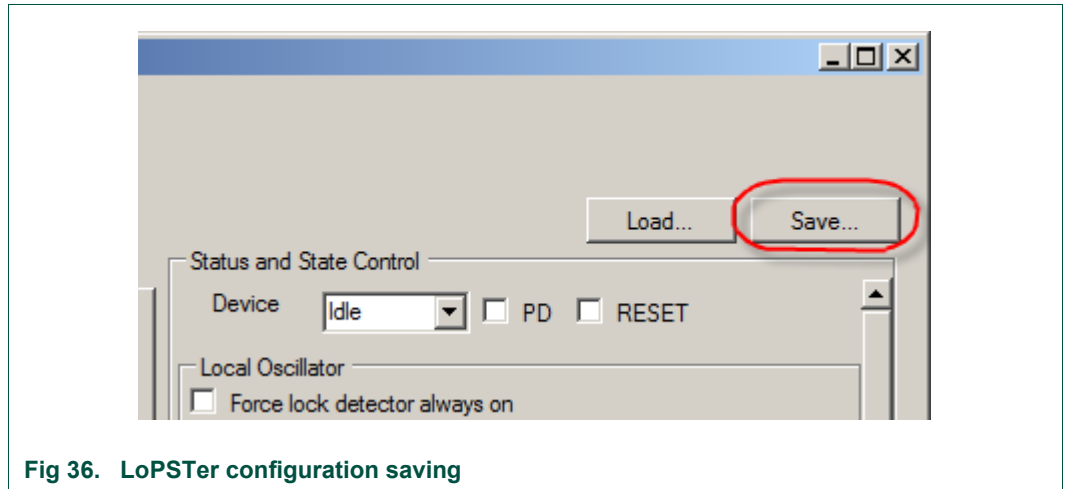 Load... Save...
Status and State Control
Device Idle PD RESET
Local Oscillator
Force lock detector always on
Fig 36. LoPSTer configuration saving